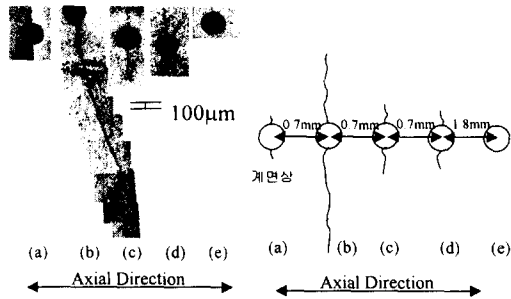 100μm
(a) (b) (c) (d) (e)
Axial Direction
0.7mm 0.7mm 0.7mm 1.8mm
계면상
(a) (b) (c) (d) (e)
Axial Direction